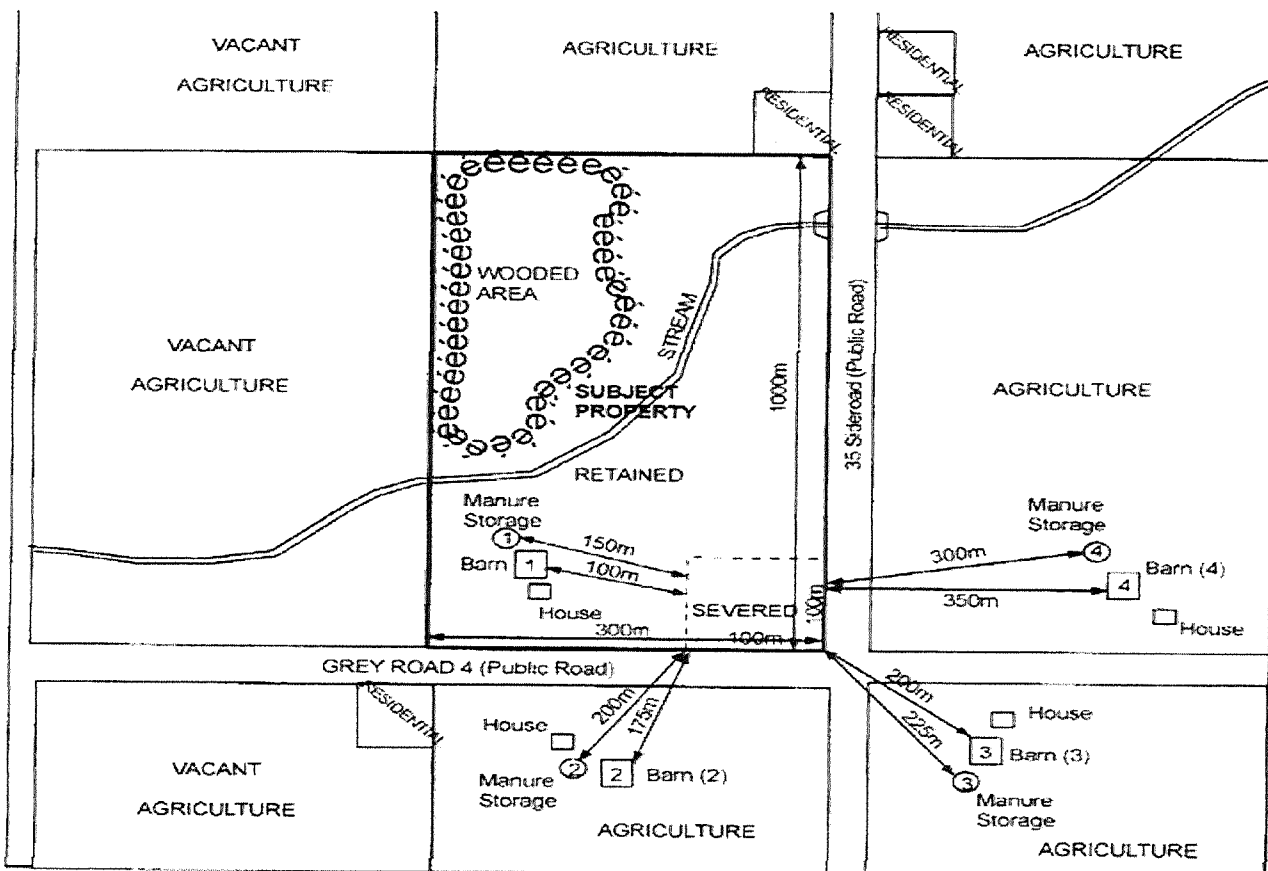 VACANT
AGRICULTURE
AGRICULTURE
RESIDENTIAL
RESIDENTIAL
RESIDENTIAL
AGRICULTURE
WOODED
AREA
STREAM
VACANT
AGRICULTURE
SUBJECT
PROPERTY
1000m
35 Sideroad (Public Road)
AGRICULTURE
RETAINED
Manure
Storage
1
150m
Barn
1
100m
House
SEVERED
100m
300m
100m
Manure
Storage
4
300m
Barn (4)
4
350m
House
GREY ROAD 4 (Public Road)
RESIDENTIAL
200m
175m
House
2
Manure
Storage
2
Barn (2)
VACANT
AGRICULTURE
AGRICULTURE
200m
225m
House
3
Barn (3)
3
Manure
Storage
AGRICULTURE